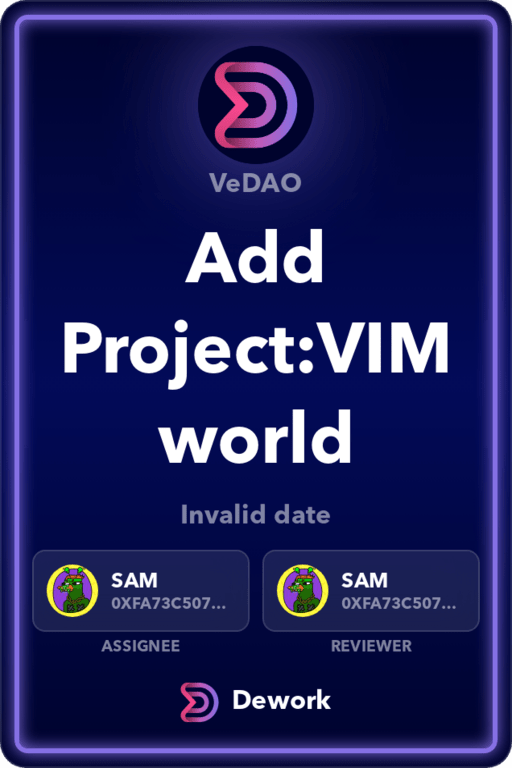 VeDAO
Add
Project:VIM
world
Invalid date
SAM
0XFA73C507...
SAM
0XFA73C507...
ASSIGNEE
REVIEWER
Dework